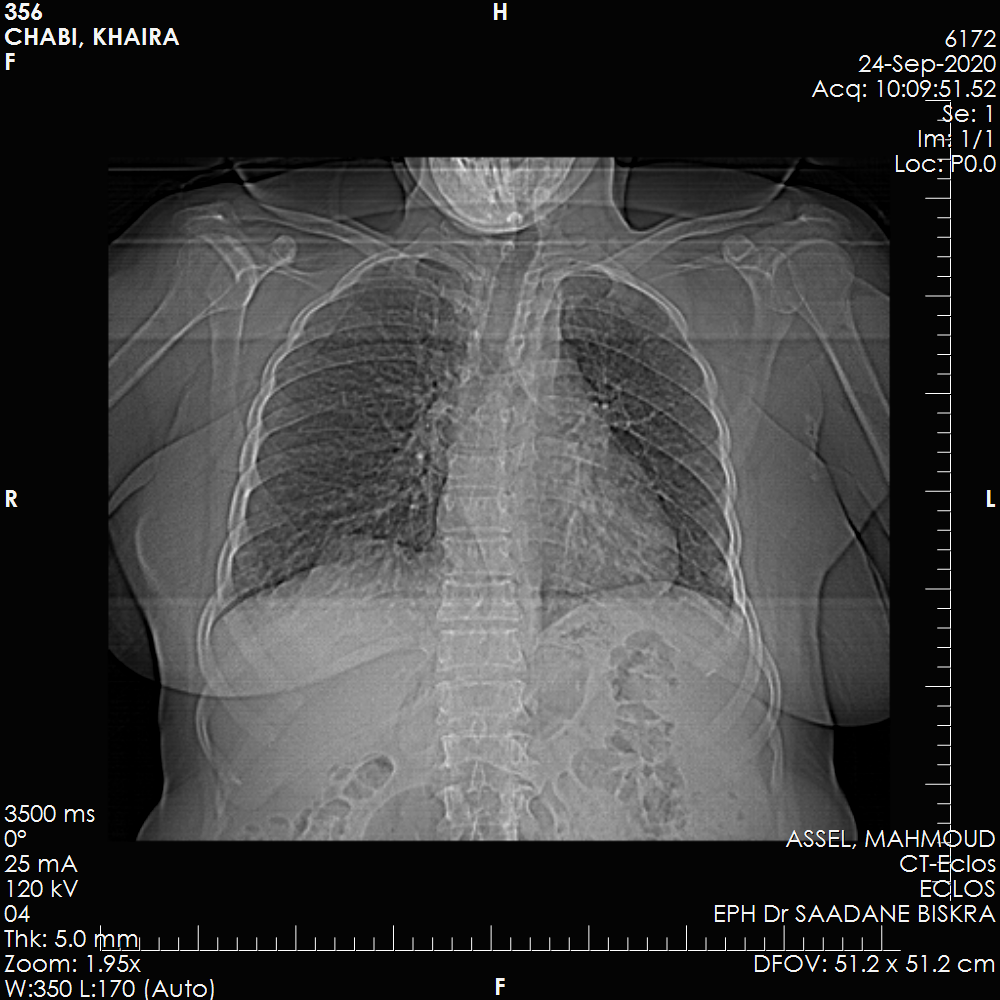 356
CHABI, KHAIRA
F
H
6172
24-Sep-2020
Acq: 10:09:51.52
Se: 1
Im: 1/1
Loc: P0.0
R
L
3500 ms
0°
25 mA
120 kV
04
Thk: 5.0 mm
Zoom: 1.95x
W:350 L:170 (Auto)
F
ASSEL, MAHMOUD
CT-Eclos
ECLOS
EPH Dr SAADANE BISKRA
DFOV: 51.2 x 51.2 cm